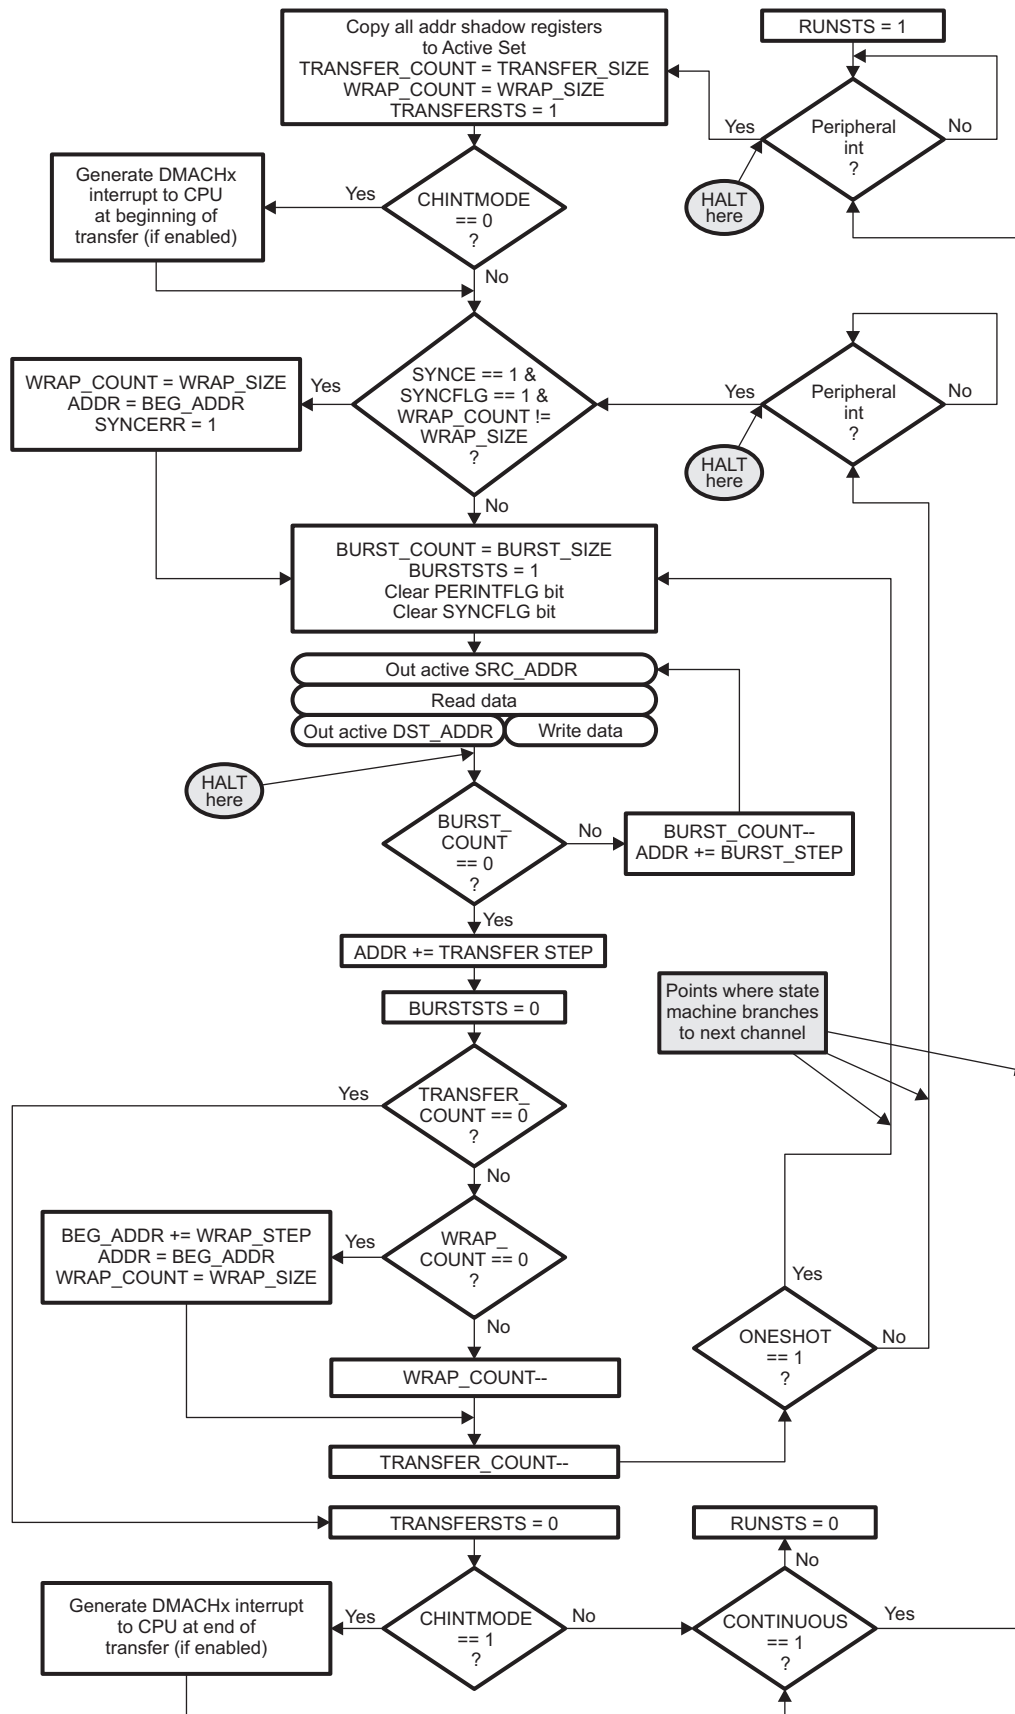 Copy all addr shadow registers
to Active Set
TRANSFER_COUNT = TRANSFER_SIZE
WRAP_COUNT = WRAP_SIZE
TRANSFERSTS = 1
RUNSTS = 1
Peripheral
int
?
Yes
No
HALT
here
CHINTMODE
== 0
?
Yes
No
Generate DMACHx
interrupt to CPU
at beginning of
transfer (if enabled)
SYNCE == 1 &
SYNCFLG == 1 &
WRAP_COUNT !=
WRAP_SIZE
?
Yes
No
WRAP_COUNT = WRAP_SIZE
ADDR = BEG_ADDR
SYNCERR = 1
Peripheral
int
?
Yes
No
HALT
here
BURST_COUNT = BURST_SIZE
BURSTSTS = 1
Clear PERINTFLG bit
Clear SYNCFLG bit
Out active SRC_ADDR
Read data
Out active DST_ADDR
Write data
HALT
here
BURST_
COUNT
== 0
?
No
Yes
BURST_COUNT--
ADDR += BURST_STEP
ADDR += TRANSFER STEP
BURSTSTS = 0
Points where state
machine branches
to next channel
TRANSFER_
COUNT == 0
?
Yes
No
WRAP_
COUNT == 0
?
Yes
No
BEG_ADDR += WRAP_STEP
ADDR = BEG_ADDR
WRAP_COUNT = WRAP_SIZE
WRAP_COUNT--
TRANSFER_COUNT--
ONESHOT
== 1
?
Yes
No
TRANSFERSTS = 0
RUNSTS = 0
CHINTMODE
== 1
?
Yes
No
Generate DMACHx interrupt
to CPU at end of
transfer (if enabled)
CONTINUOUS
== 1
?
No
Yes